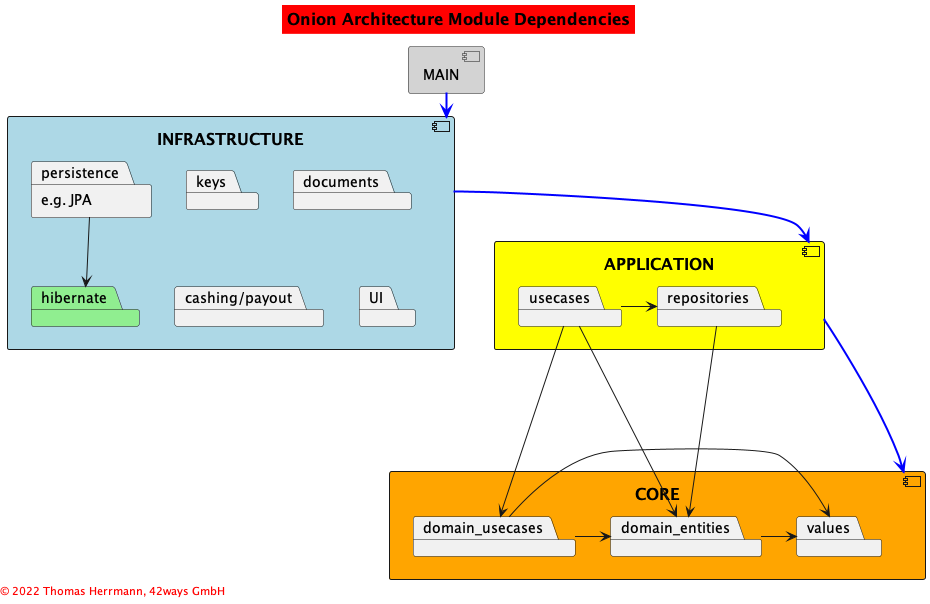 Onion Architecture Module Dependencies
MAIN
INFRASTRUCTURE
persistence
e.g. JPA
keys
documents
hibernate
cashing/payout
UI
APPLICATION
usecases
repositories
CORE
domain_usecases
domain_entities
values
© 2022 Thomas Herrmann, 42ways GmbH